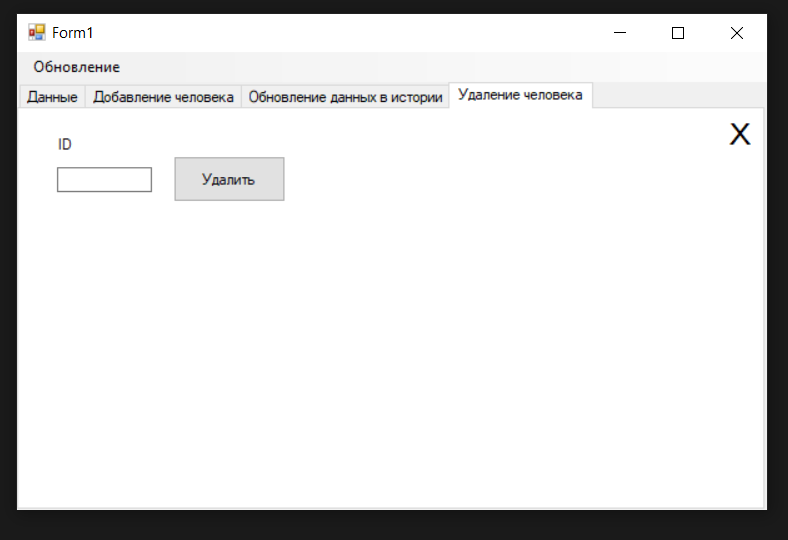 Form1
Обновление
Данные Добавление человека Обновление данных в истории Удаление человека
X
ID
Удалить